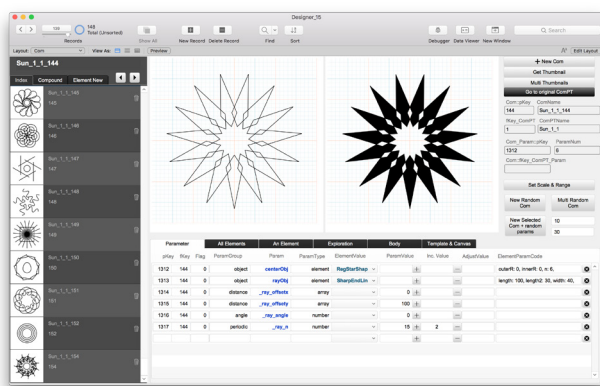 Designer_15
148
Total (Unsorted)
Records
Show All
New Record
Delete Record
Find
Sort
Debugger
Data Viewer
New Window
Search
Layout: Com
View As:
Preview
Edit Layout
Sun_1_1_144
Index
Compound
Element New
Sun_1_1_145
145
Sun_1_1_146
146
Sun_1_1_147
147
Sun_1_1_148
148
Sun_1_1_149
149
Sun_1_1_150
150
Sun_1_1_151
151
Sun_1_1_152
152
Sun_1_1_154
154
+ New Com
Get Thumbnail
Multi Thumbnails
Go to original ComPT
Com::pKey ComName
144 Sun_1_1_144
fKey_ComPT ComPTName
1 Sun_1_1
Com_Param::pKey ParamNum
1312 6
Com::fKey_ComPT_Param
Set Scale & Range
New Random Com
Multi Random Com
New Selected Com + random params
10
30
Parameter
All Elements
An Element
Exploration
Body
Template & Canvas
pKey fKey Flag ParamGroup Param ParamType ElementValue ParamValue Inc. Value AdjustValue ElementParamCode
1312 144 0 object centerObj element RegStarShap outerR: 0, innerR: 0, n: 6,
1313 144 0 object rayObj element SharpEndLin length: 100, length2: 30, width: 40,
1314 144 0 distance _ray_offsetx array 0
1315 144 0 distance _ray_offsety array 100
1316 144 0 angle _ray_angle number 0
1317 144 0 periodic _ray_n number 15 2